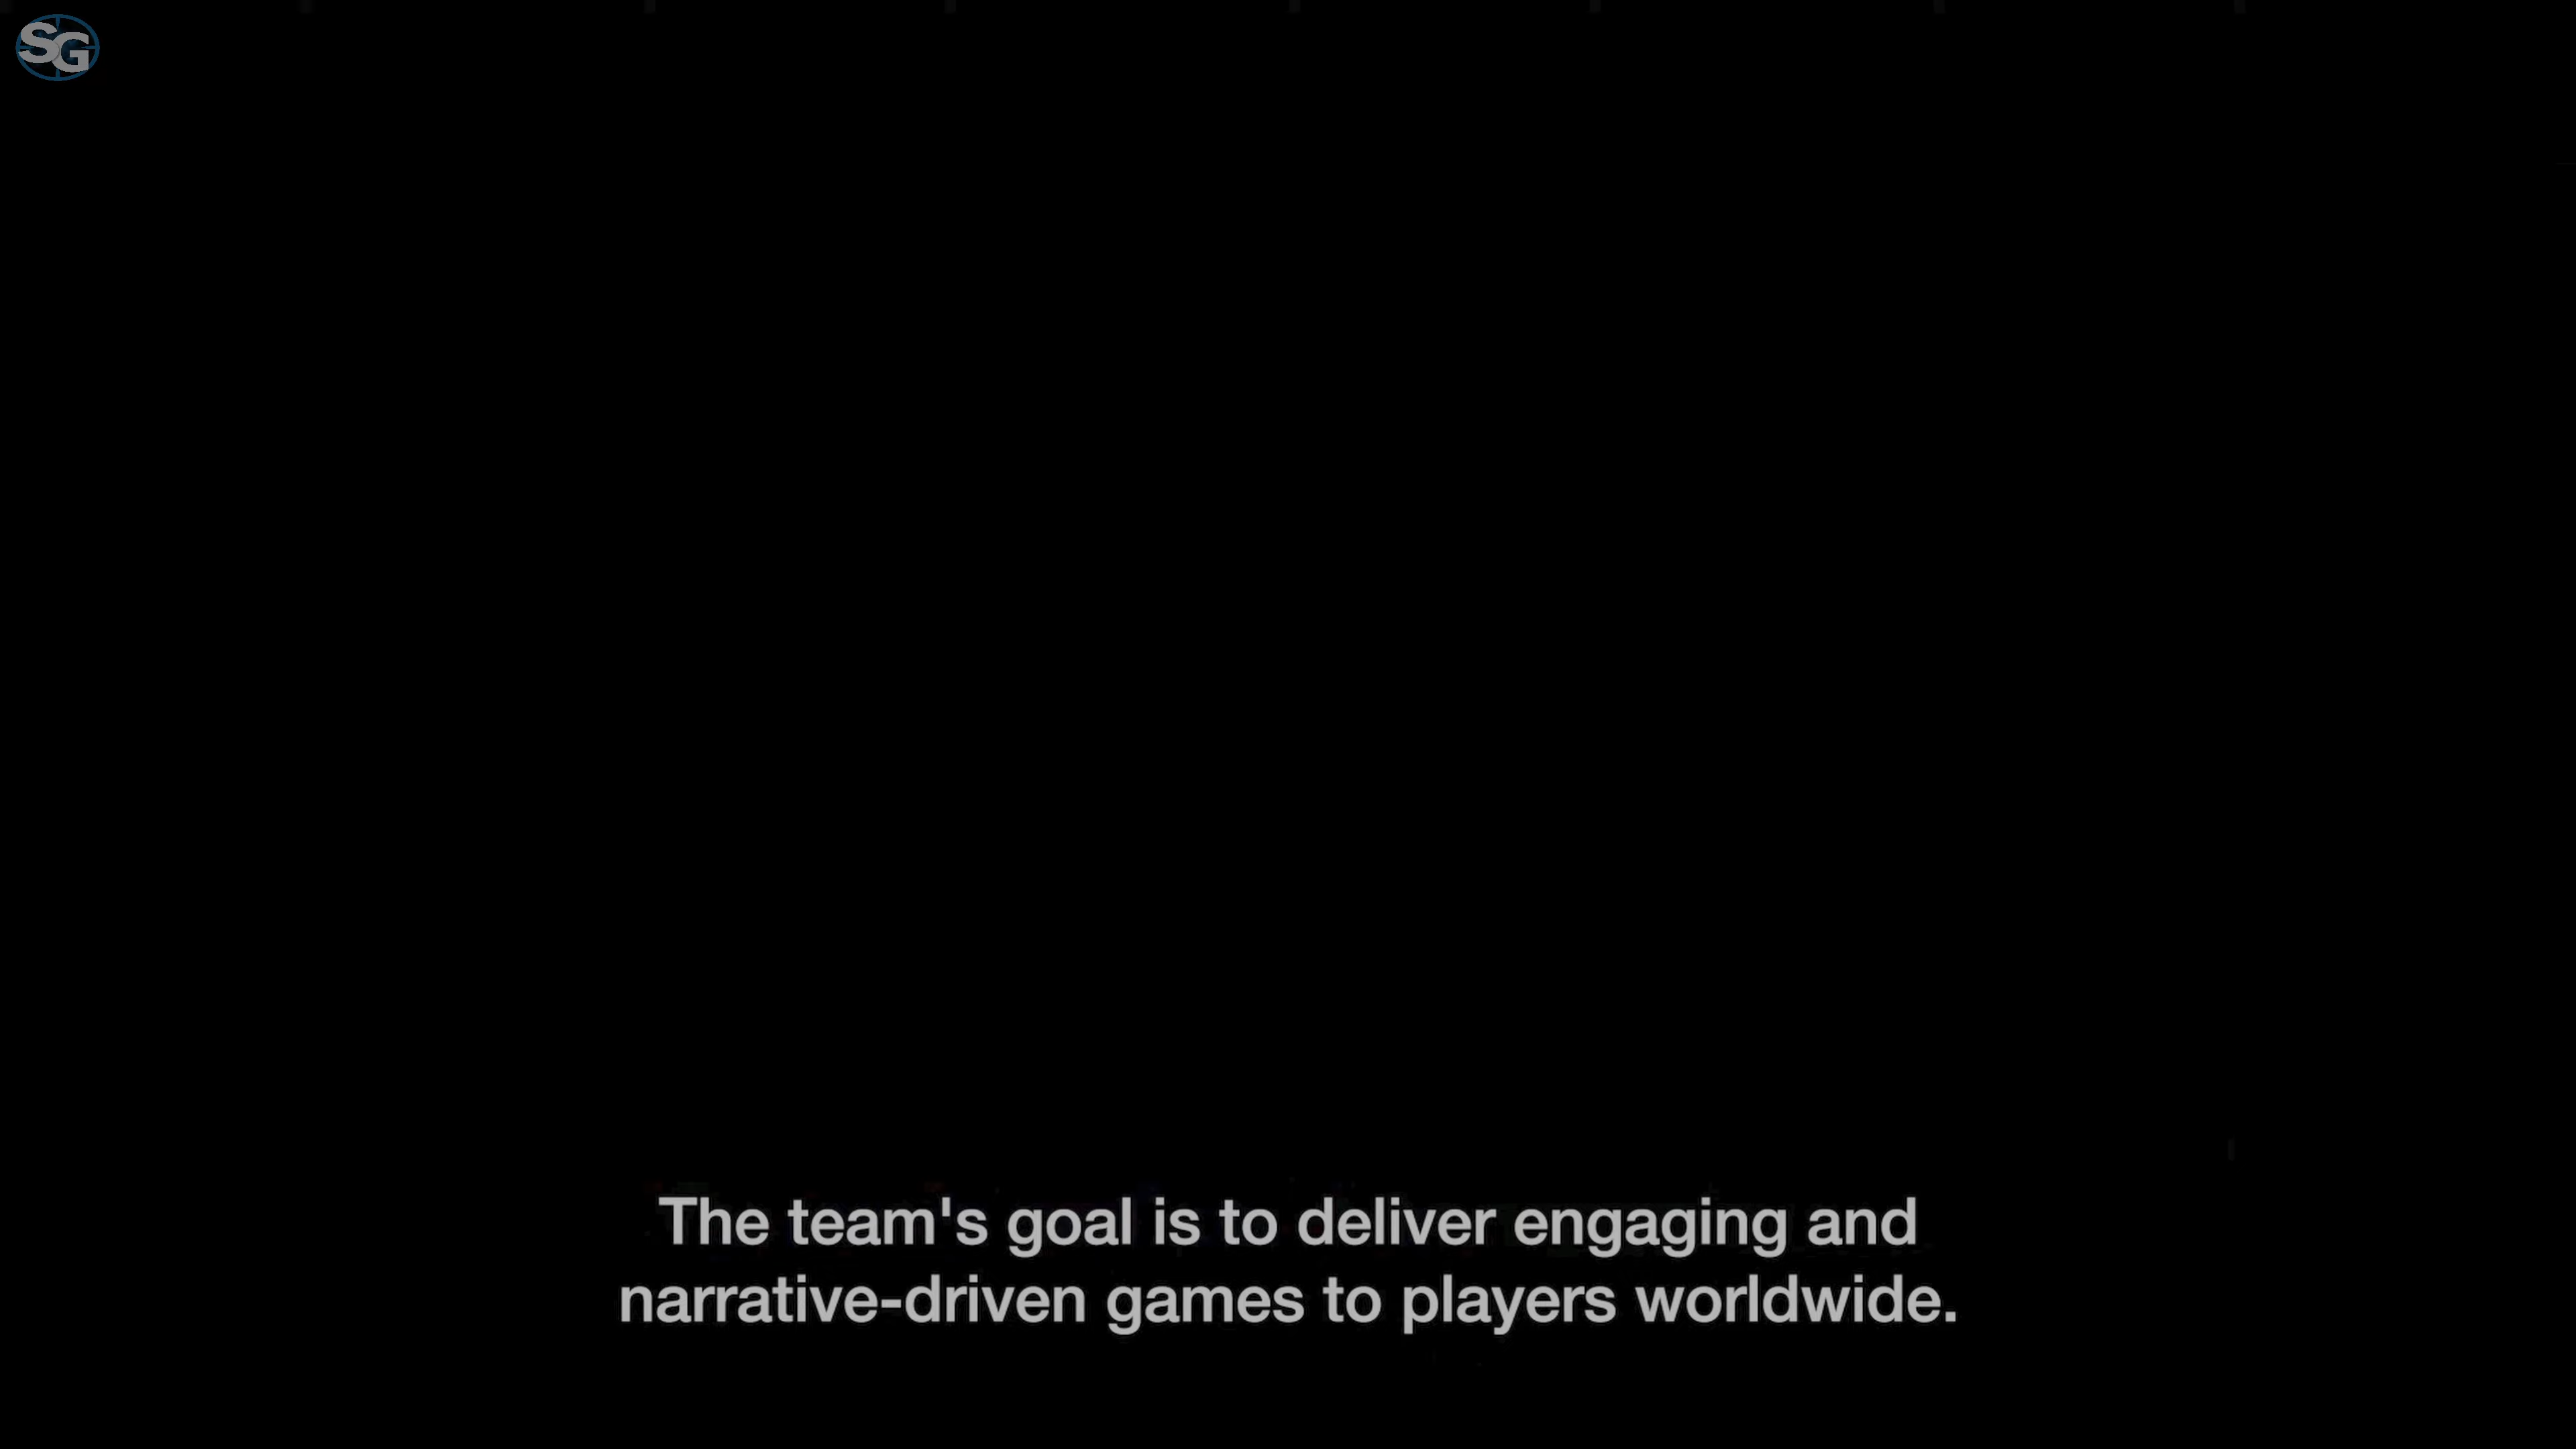 SG
The team's goal is to deliver engaging and
narrative-driven games to players worldwide.